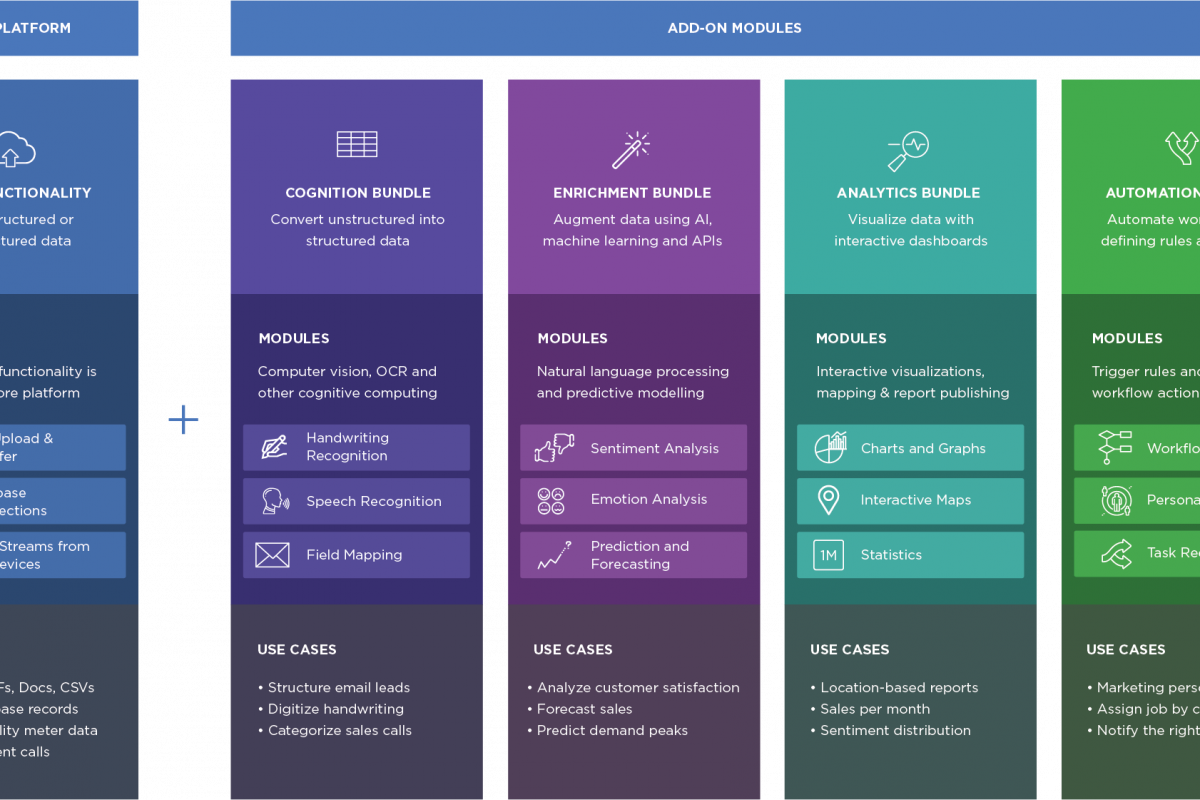 PLATFORM
ADD-ON MODULES
NCTIONALITY
ructured or
tured data
functionality is
ore platform
Upload &
fer
base
ections
Streams from
evices
Fs, Docs, CSVs
ase records
lity meter data
ent calls
+
COGNITION BUNDLE
Convert unstructured into
structured data
MODULES
Computer vision, OCR and
other cognitive computing
Handwriting
Recognition
Speech Recognition
Field Mapping
USE CASES
• Structure email leads
• Digitize handwriting
• Categorize sales calls
ENRICHMENT BUNDLE
Augment data using AI,
machine learning and APIs
MODULES
Natural language processing
and predictive modelling
Sentiment Analysis
Emotion Analysis
Prediction and
Forecasting
USE CASES
• Analyze customer satisfaction
• Forecast sales
• Predict demand peaks
ANALYTICS BUNDLE
Visualize data with
interactive dashboards
MODULES
Interactive visualizations,
mapping & report publishing
Charts and Graphs
Interactive Maps
1M
Statistics
USE CASES
• Location-based reports
• Sales per month
• Sentiment distribution
AUTOMATION
Automate wo
defining rules a
MODULES
Trigger rules and
workflow action
Workflo
Persona
Task Re
USE CASES
• Marketing pers
• Assign job by c
• Notify the right